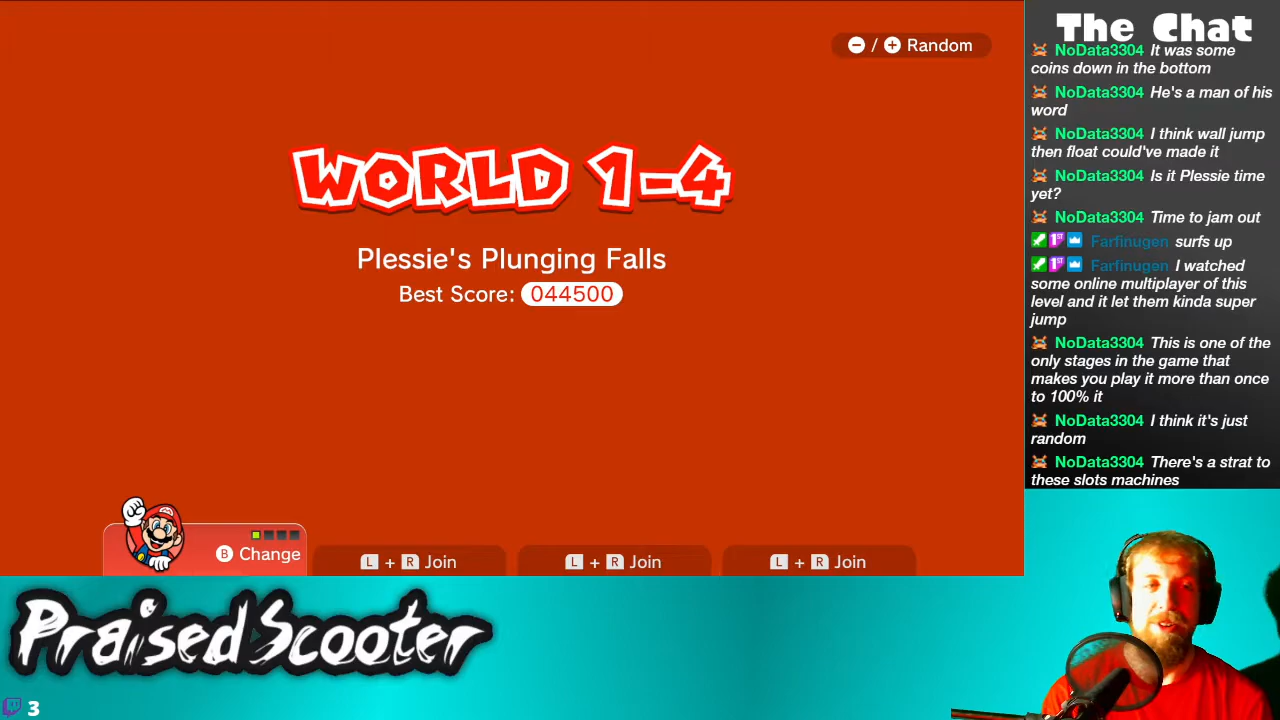 − / + Random
WORLD 1-4
Plessie's Plunging Falls
Best Score: 044500
B Change
L + R Join
L + R Join
L + R Join
The Chat
NoData3304 It was some
coins down in the bottom
NoData3304 He's a man of his
word
NoData3304 I think wall jump
then float could've made it
NoData3304 Is it Plessie time
yet?
NoData3304 Time to jam out
1ST Farfinugen surfs up
1ST Farfinugen I watched
some online multiplayer of this
level and it let them kinda super
jump
NoData3304 This is one of the
only stages in the game that
makes you play it more than once
to 100% it
NoData3304 I think it's just
random
NoData3304 There's a strat to
these slots machines
PraisedScooter
3